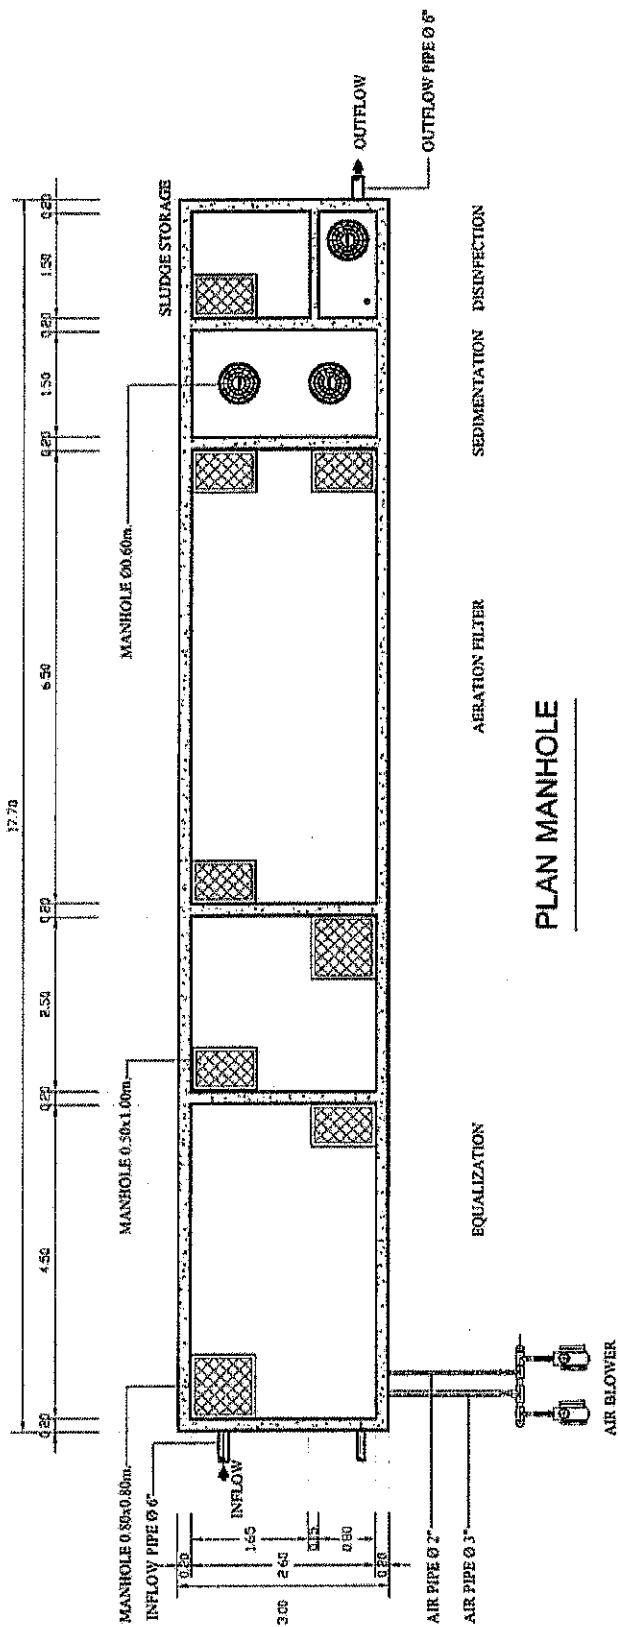 17.70
0.20
4.50
0.20
2.50
0.20
6.50
0.20
1.50
0.20
1.50
0.20
MANHOLE 0.80x0.80m.
INFLOW PIPE Ø 6"
MANHOLE 0.50x1.00m.
MANHOLE Ø0.60m.
SLUDGE STORAGE
INFLOW
OUTFLOW
OUTFLOW PIPE Ø 6"
3.00
0.20
2.60
0.20
1.65
0.15
0.80
AIR PIPE Ø 2"
AIR PIPE Ø 3"
AIR BLOWER
EQUALIZATION
AERATION FILTER
SEDIMENTATION
DISINFECTION
PLAN MANHOLE